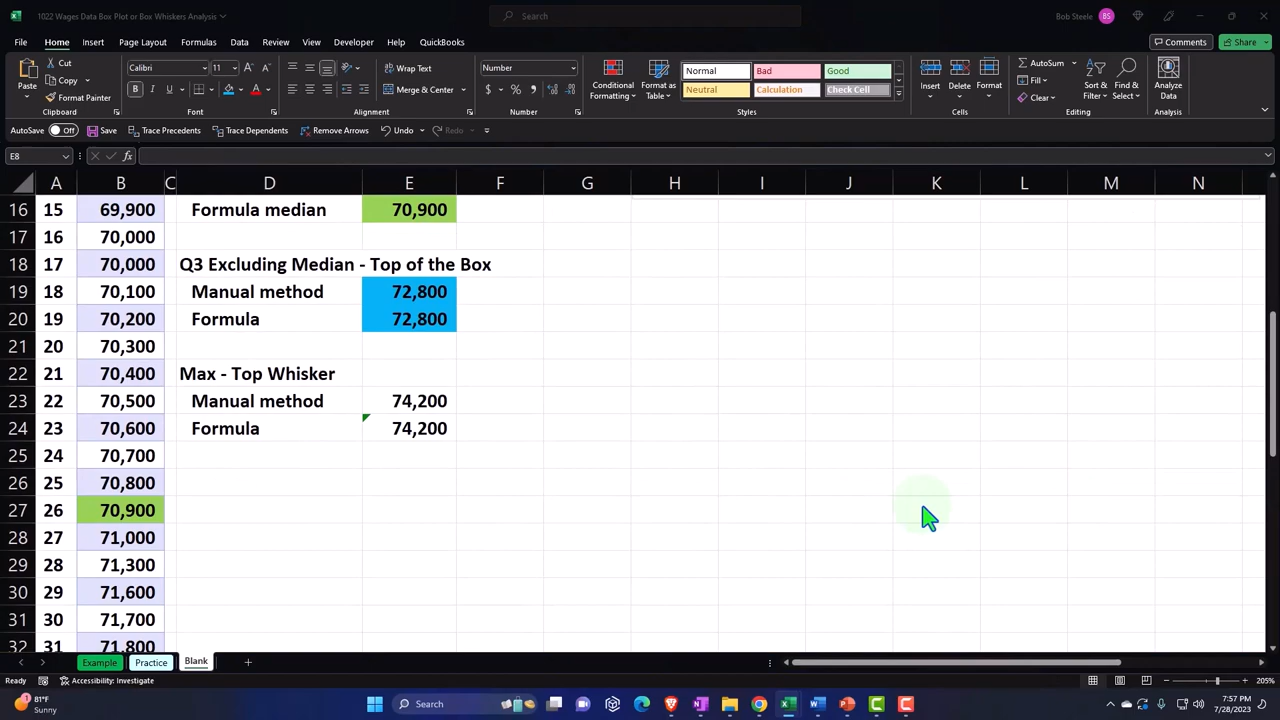 1022 Wages Data Box Plot or Box Whiskers Analysis
Search
Bob Steele
BS
File Home Insert Page Layout Formulas Data Review View Developer Help QuickBooks
Comments
Share
Paste
Cut
Copy
Format Painter
Clipboard
Calibri
11
B I U
Font
Wrap Text
Merge & Center
Alignment
Number
$ % 9
Number
Conditional Formatting
Format as Table
Normal Bad Good
Neutral Calculation Check Cell
Styles
Insert Delete Format
Cells
AutoSum
Fill
Clear
Sort & Filter
Find & Select
Editing
Analyze Data
Analysis
AutoSave Off Save Trace Precedents Trace Dependents Remove Arrows Undo Redo
E8
fx
A B C D E F G H I J K L M N
16 15 69,900 Formula median 70,900
17 16 70,000
18 17 70,000 Q3 Excluding Median - Top of the Box
19 18 70,100 Manual method 72,800
20 19 70,200 Formula 72,800
21 20 70,300
22 21 70,400 Max - Top Whisker
23 22 70,500 Manual method 74,200
24 23 70,600 Formula 74,200
25 24 70,700
26 25 70,800
27 26 70,900
28 27 71,000
29 28 71,300
30 29 71,600
31 30 71,700
32 31 71,800
Example Practice Blank
Ready
Accessibility: Investigate
205%
1
81°F
Sunny
Search
7:57 PM
7/28/2023